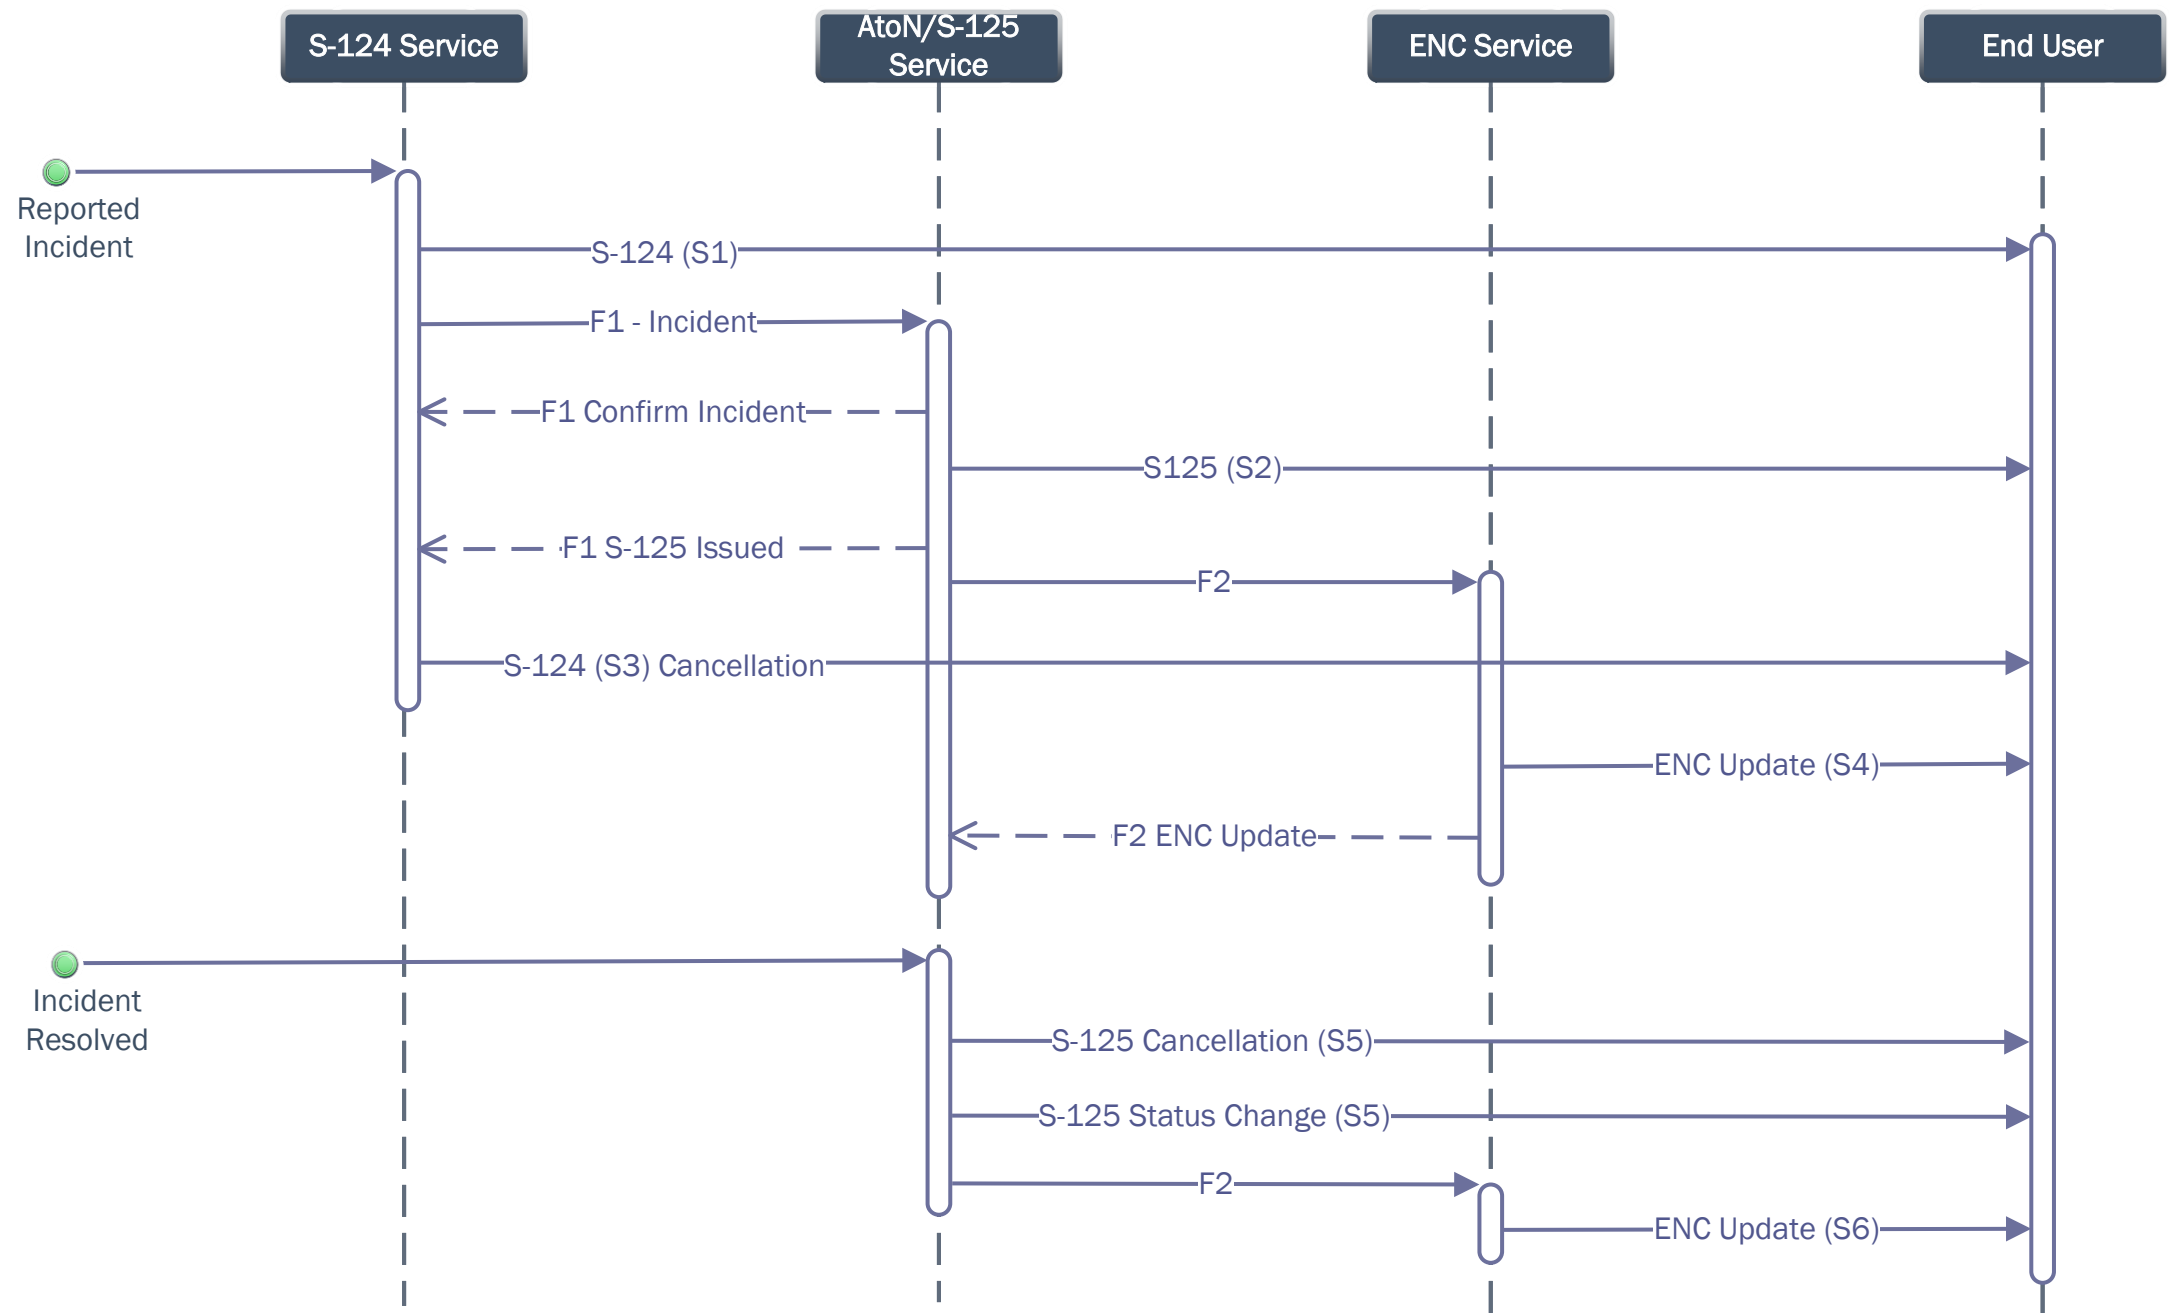 S-124 Service
AtoN/S-125
Service
ENC Service
End User
Reported
Incident
S-124 (S1)
F1 - Incident
F1 Confirm Incident
S125 (S2)
F1 S-125 Issued
F2
S-124 (S3) Cancellation
ENC Update (S4)
F2 ENC Update
Incident
Resolved
S-125 Cancellation (S5)
S-125 Status Change (S5)
F2
ENC Update (S6)